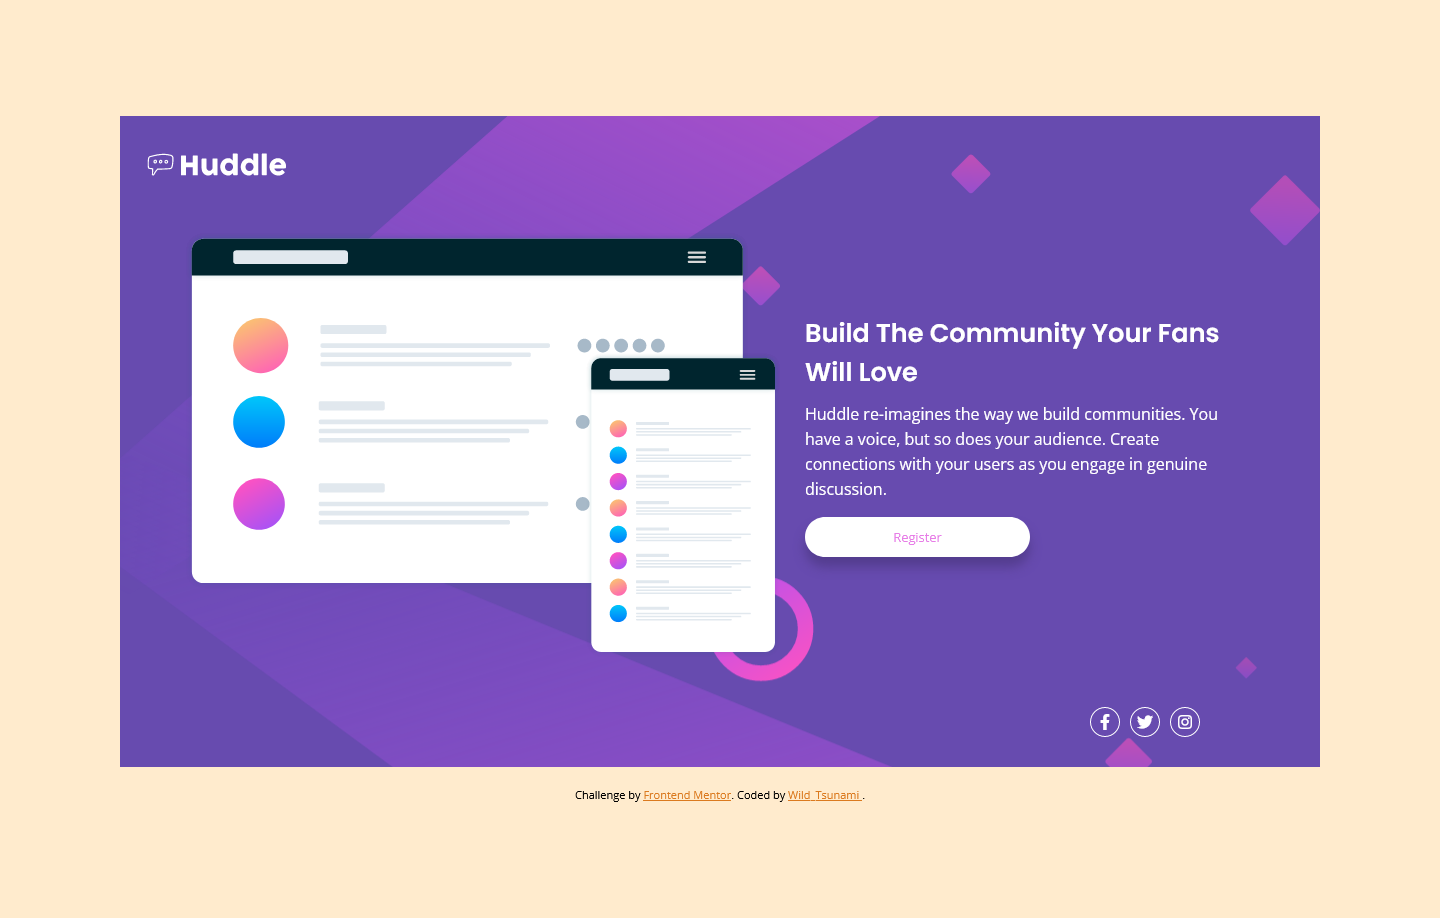 Huddle
Build The Community Your Fans
Will Love
Huddle re-imagines the way we build communities. You
have a voice, but so does your audience. Create
connections with your users as you engage in genuine
discussion.
Register
Challenge by Frontend Mentor. Coded by Wild_Tsunami .